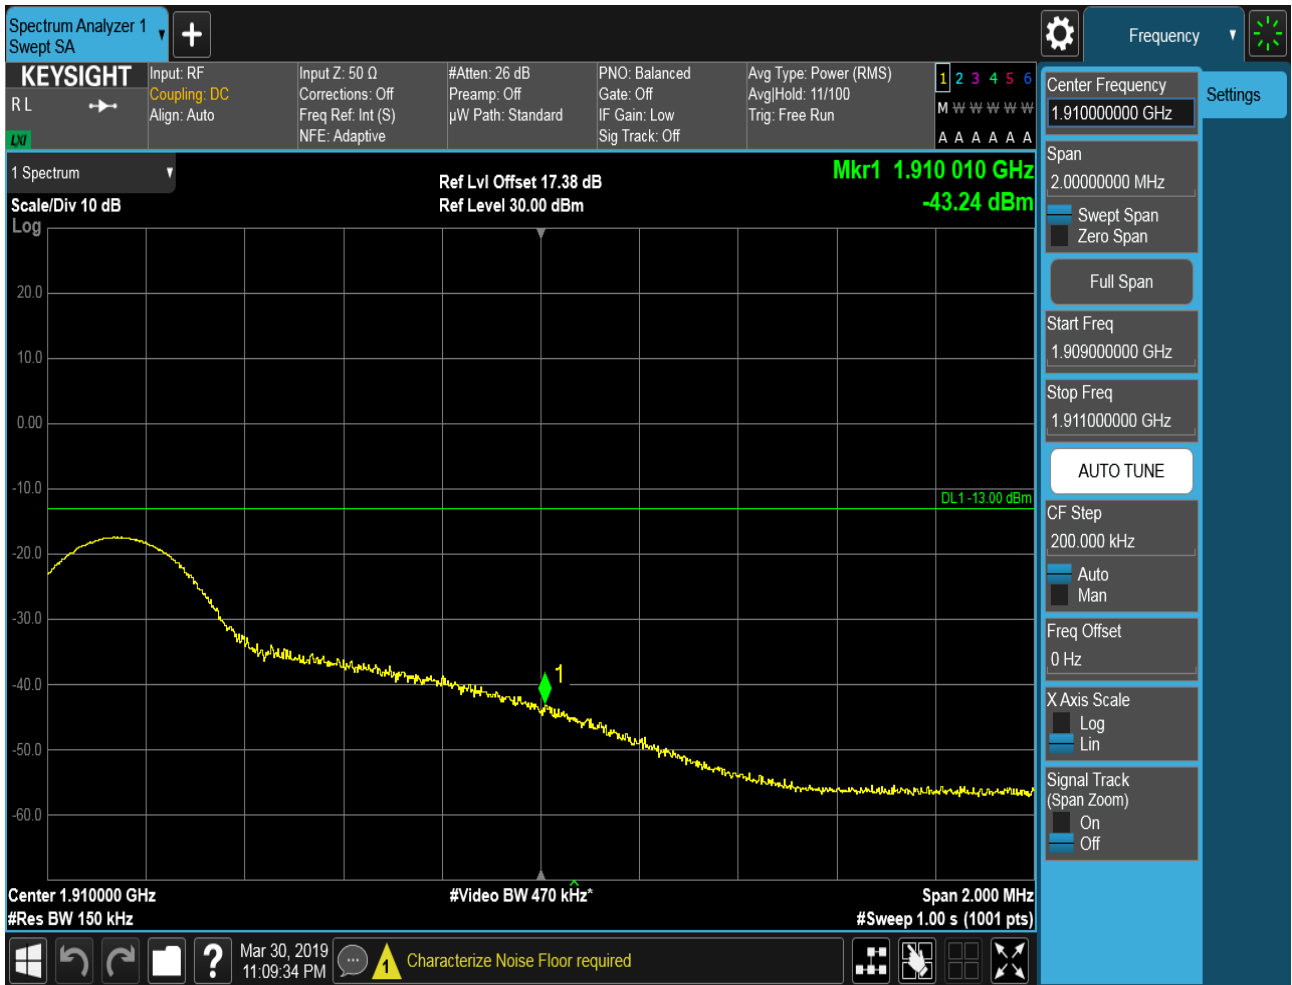 Spectrum Analyzer 1
Swept SA
Frequency
KEYSIGHT
R L
LXI
Input: RF
Coupling: DC
Align: Auto
Input Z: 50 Ω
Corrections: Off
Freq Ref: Int (S)
NFE: Adaptive
#Atten: 26 dB
Preamp: Off
µW Path: Standard
PNO: Balanced
Gate: Off
IF Gain: Low
Sig Track: Off
Avg Type: Power (RMS)
Avg|Hold: 11/100
Trig: Free Run
1 2 3 4 5 6
M W W W W W
A A A A A A
Center Frequency
1.910000000 GHz
Settings
1 Spectrum
Scale/Div 10 dB
Log
Ref Lvl Offset 17.38 dB
Ref Level 30.00 dBm
Mkr1 1.910 010 GHz
-43.24 dBm
20.0
10.0
0.00
-10.0
-20.0
-30.0
-40.0
-50.0
-60.0
DL1 -13.00 dBm
1
Span
2.00000000 MHz
Swept Span
Zero Span
Full Span
Start Freq
1.909000000 GHz
Stop Freq
1.911000000 GHz
AUTO TUNE
CF Step
200.000 kHz
Auto
Man
Freq Offset
0 Hz
X Axis Scale
Log
Lin
Signal Track
(Span Zoom)
On
Off
Center 1.910000 GHz
#Res BW 150 kHz
#Video BW 470 kHz*
Span 2.000 MHz
#Sweep 1.00 s (1001 pts)
?
Mar 30, 2019
11:09:34 PM
1
Characterize Noise Floor required